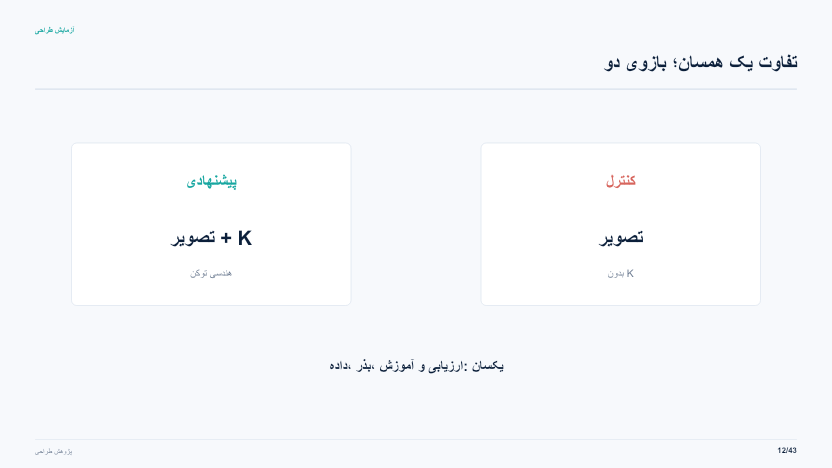 آزمایش طراحی
تفاوت یک همسان؛ بازوی دو
کنترل
تصویر
K بدون
پیشنهادی
K + تصویر
هندسی توکن
یکسان :ارزیابی و آموزش ،بذر ،داده
12/43
پژوهش طراحی